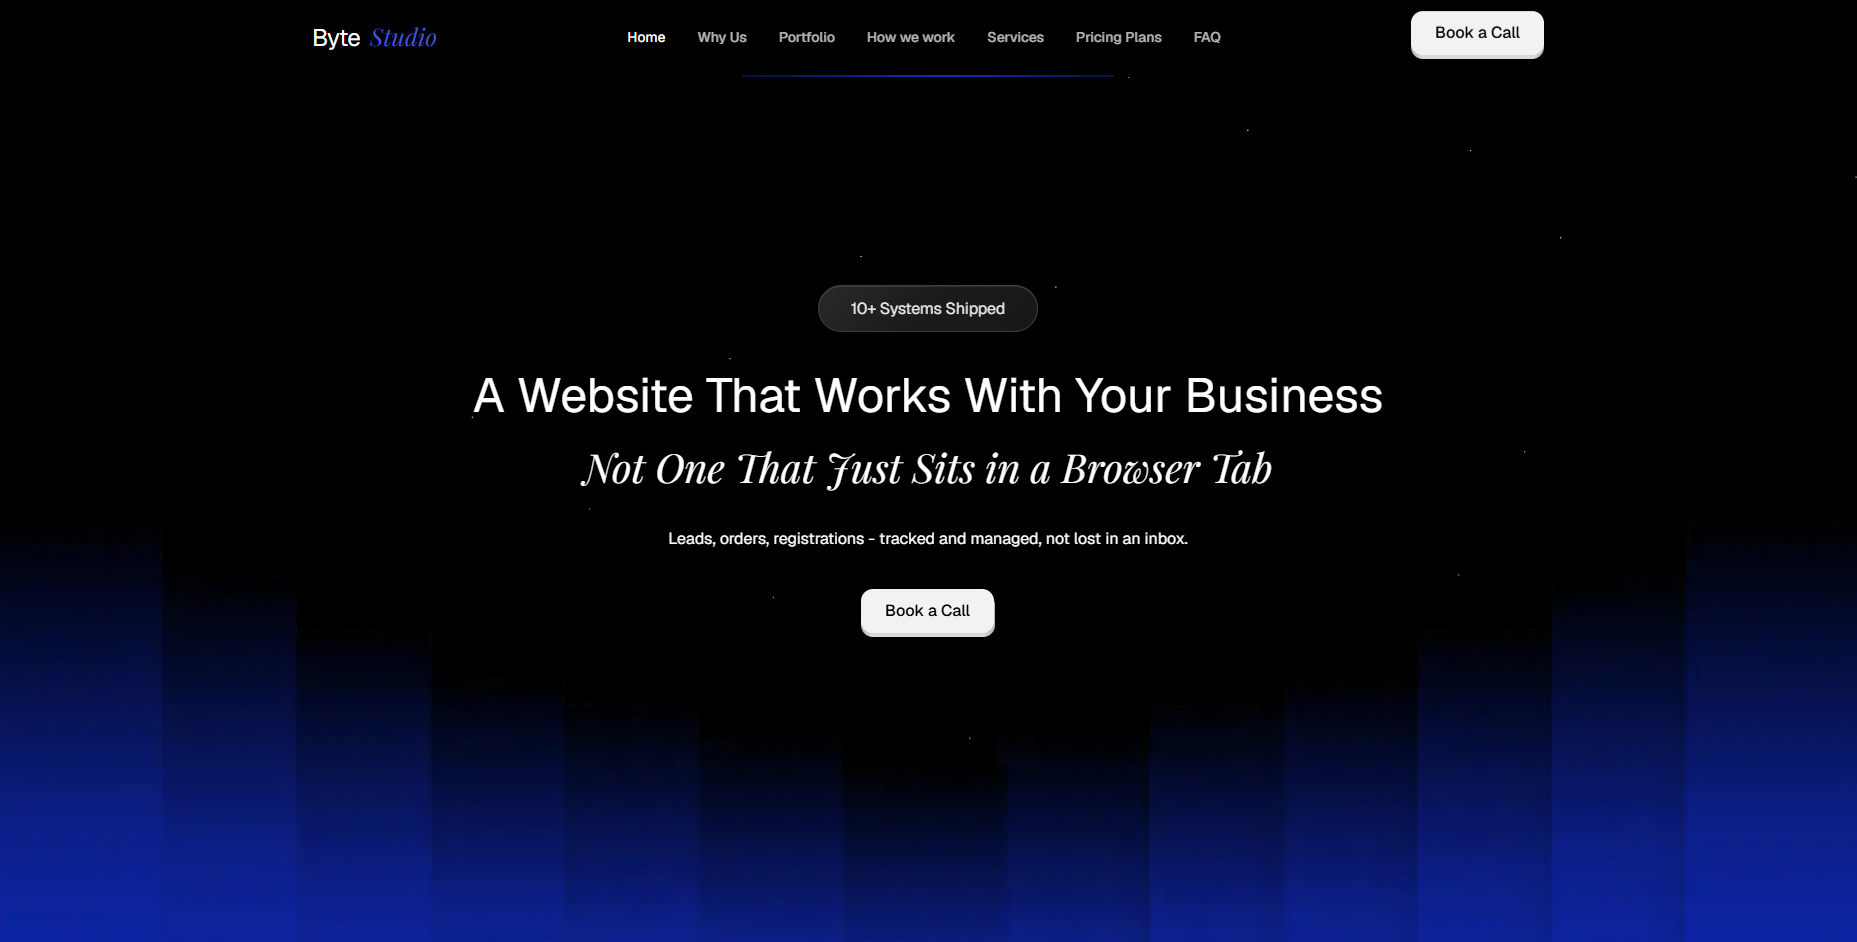 Byte Studio
Home
Why Us
Portfolio
How we work
Services
Pricing Plans
FAQ
Book a Call
10+ Systems Shipped
A Website That Works With Your Business
Not One That Just Sits in a Browser Tab
Leads, orders, registrations - tracked and managed, not lost in an inbox.
Book a Call